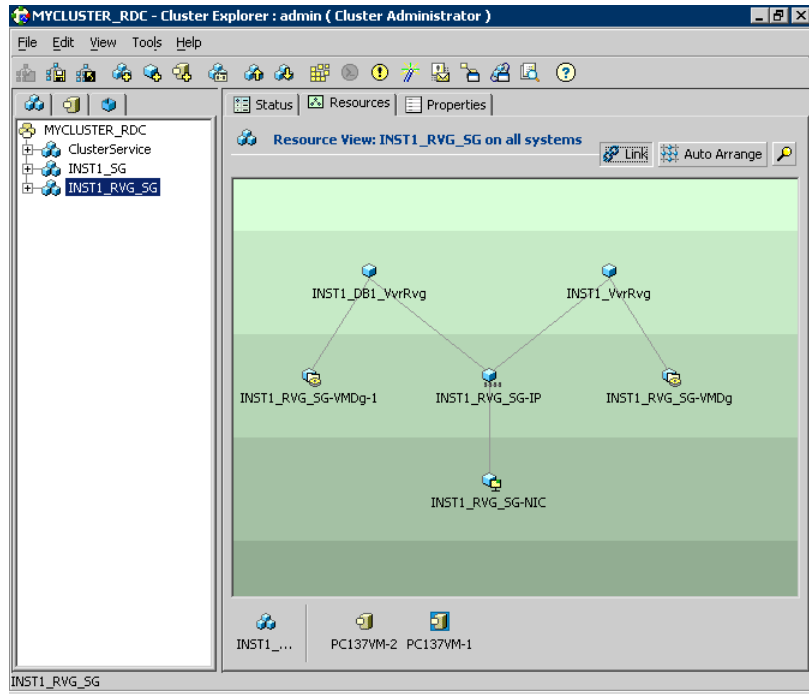 MYCLUSTER_RDC - Cluster Explorer : admin ( Cluster Administrator )
File Edit View Tools Help
Status Resources Properties
MYCLUSTER_RDC
ClusterService
INST1_SG
INST1_RVG_SG
Resource View: INST1_RVG_SG on all systems
Link Auto Arrange
INST1_DB1_VvrRvg INST1_VvrRvg
INST1_RVG_SG-VMDg-1 INST1_RVG_SG-IP INST1_RVG_SG-VMDg
INST1_RVG_SG-NIC
INST1_... PC137VM-2 PC137VM-1
INST1_RVG_SG